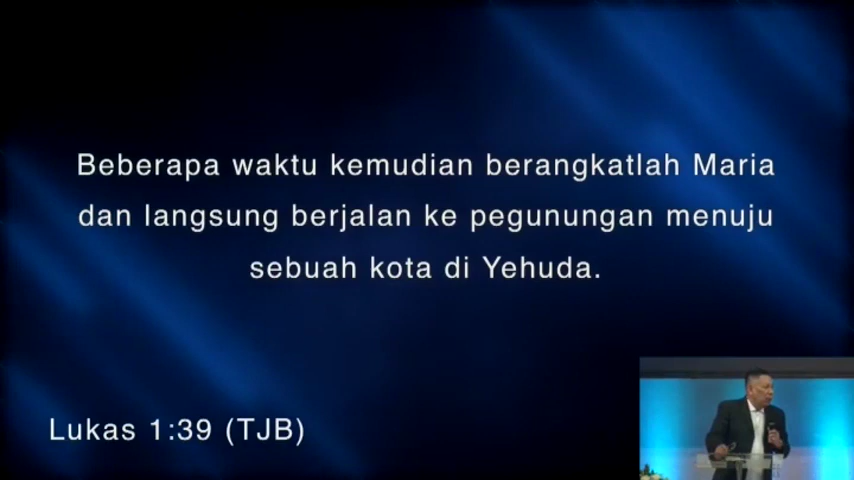 Beberapa waktu kemudian berangkatlah Maria
dan langsung berjalan ke pegunungan menuju
sebuah kota di Yehuda.
Lukas 1:39 (TJB)